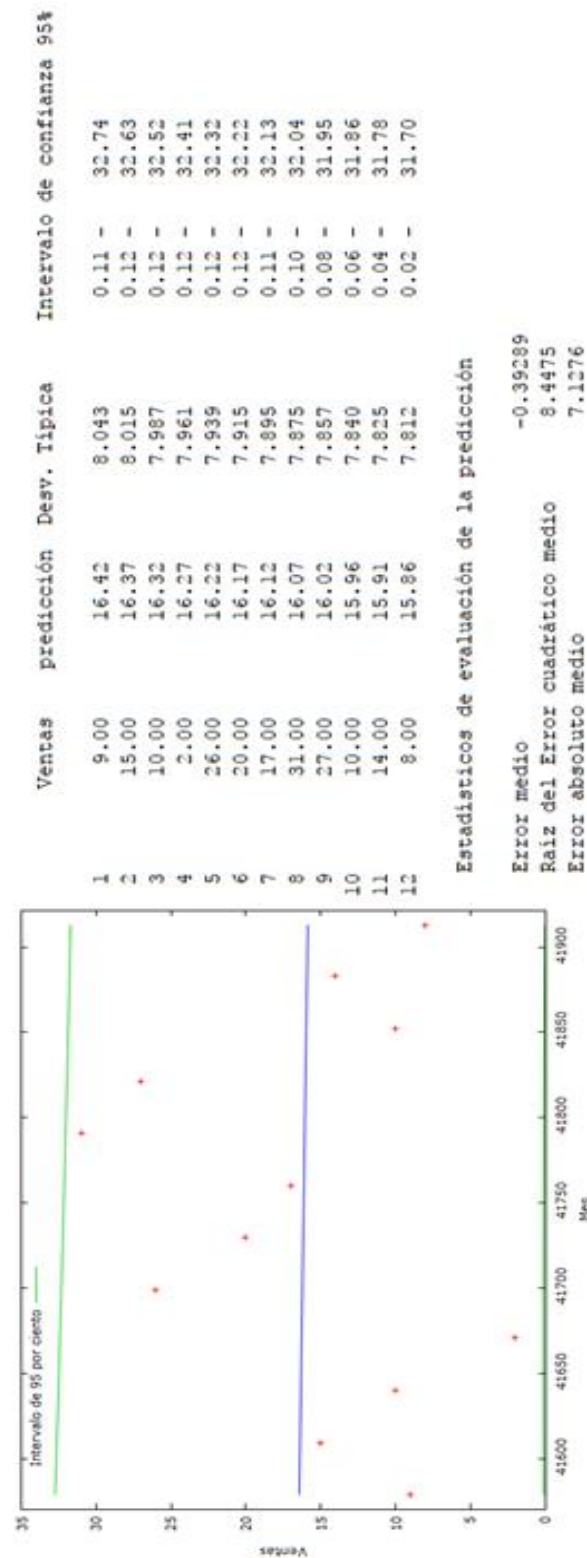 Intervalo de 95 por ciento
35
30
25
20
15
10
5
0
Ventas
41600
41650
41700
41750
41800
41850
41900
Mes
Ventas predicción Desv. Típica Intervalo de confianza 95%
1 9.00 16.42 8.043 0.11 - 32.74
2 15.00 16.37 8.015 0.12 - 32.63
3 10.00 16.32 7.987 0.12 - 32.52
4 2.00 16.27 7.961 0.12 - 32.41
5 26.00 16.22 7.939 0.12 - 32.32
6 20.00 16.17 7.915 0.12 - 32.22
7 17.00 16.12 7.895 0.11 - 32.13
8 31.00 16.07 7.875 0.10 - 32.04
9 27.00 16.02 7.857 0.08 - 31.95
10 10.00 15.96 7.840 0.06 - 31.86
11 14.00 15.91 7.825 0.04 - 31.78
12 8.00 15.86 7.812 0.02 - 31.70
Estadísticos de evaluación de la predicción
Error medio -0.39289
Raiz del Error cuadrático medio 8.4475
Error absoluto medio 7.1276